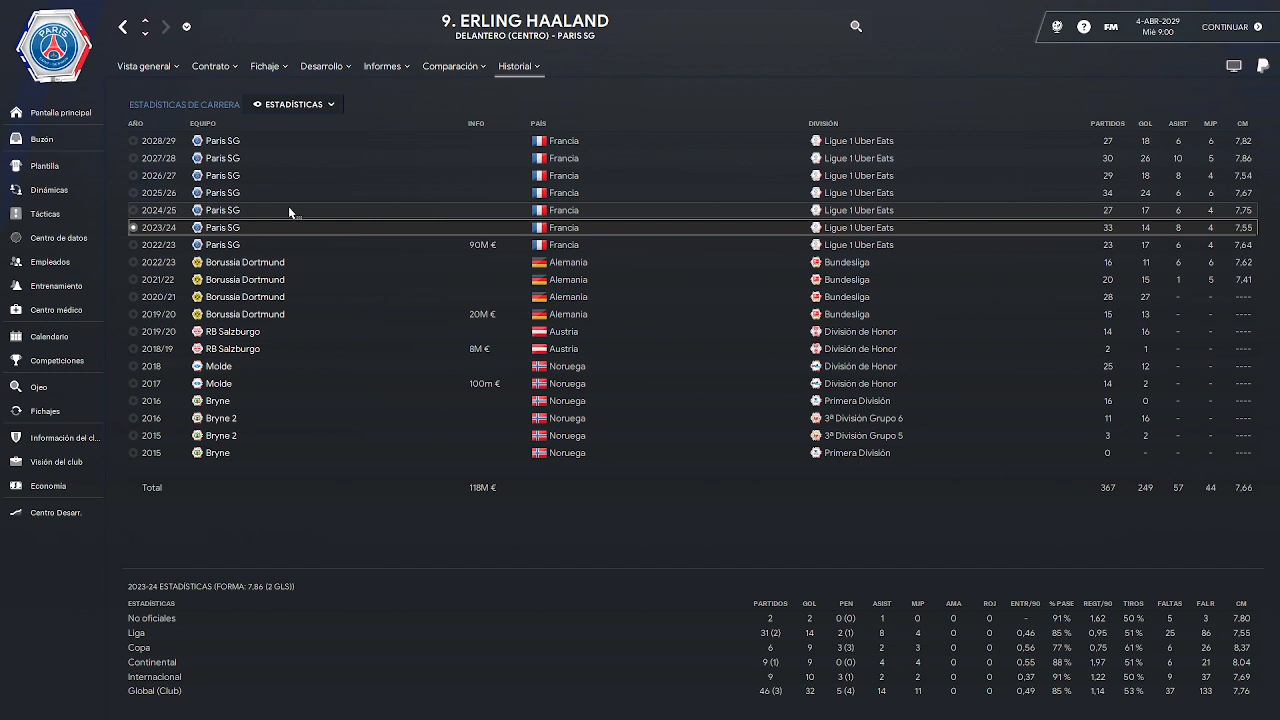 9. ERLING HAALAND
DELANTERO (CENTRO) - PARIS SG
FM
4-ABR-2029
Mié 9:00
CONTINUAR
PARIS
Vista general
Contrato
Fichaje
Desarrollo
Informes
Comparación
Historial
Pantalla principal
Buzón
Plantilla
Dinámicas
Tácticas
Centro de datos
Empleados
Entrenamiento
Centro médico
Calendario
Competiciones
Ojeo
Fichajes
Información del cl...
Visión del club
Economía
Centro Desarr.
ESTADÍSTICAS DE CARRERA ESTADÍSTICAS
AÑO EQUIPO INFO PAÍS DIVISIÓN PARTIDOS GOL ASIST MJP CM
2028/29 Paris SG Francia Ligue 1 Uber Eats 27 18 6 6 7,82
2027/28 Paris SG Francia Ligue 1 Uber Eats 30 26 10 5 7,86
2026/27 Paris SG Francia Ligue 1 Uber Eats 29 18 8 4 7,54
2025/26 Paris SG Francia Ligue 1 Uber Eats 34 24 6 6 7,67
2024/25 Paris SG Francia Ligue 1 Uber Eats 27 17 6 4 7,75
2023/24 Paris SG Francia Ligue 1 Uber Eats 33 14 8 4 7,55
2022/23 Paris SG 90M € Francia Ligue 1 Uber Eats 23 17 6 4 7,64
2022/23 Borussia Dortmund Alemania Bundesliga 16 11 6 6 7,62
2021/22 Borussia Dortmund Alemania Bundesliga 20 15 1 5 7,41
2020/21 Borussia Dortmund Alemania Bundesliga 28 27 - - ----
2019/20 Borussia Dortmund 20M € Alemania Bundesliga 15 13 - - ----
2019/20 RB Salzburgo Austria División de Honor 14 16 - - ----
2018/19 RB Salzburgo 8M € Austria División de Honor 2 1 - - ----
2018 Molde Noruega División de Honor 25 12 - - ----
2017 Molde 100m € Noruega División de Honor 14 2 - - ----
2016 Bryne Noruega Primera División 16 0 - - ----
2016 Bryne 2 Noruega 3ª División Grupo 6 11 16 - - ----
2015 Bryne 2 Noruega 3ª División Grupo 5 3 2 - - ----
2015 Bryne Noruega Primera División 0 - - - ----
Total 118M € 367 249 57 44 7,66
2023-24 ESTADÍSTICAS (FORMA: 7,86 (2 GLS))
ESTADÍSTICAS PARTIDOS GOL PEN ASIST MJP AMA ROJ ENTR/90 % PASE REGT/90 TIROS FALTAS FALR CM
No oficiales 2 2 0 (0) 1 0 0 0 - 91 % 1,62 50 % 5 3 7,80
Liga 31 (2) 14 2 (1) 8 4 0 0 0,46 85 % 0,95 51 % 25 86 7,55
Copa 6 9 3 (3) 2 3 0 0 0,56 77 % 0,75 61 % 6 26 8,37
Continental 9 (1) 9 0 (0) 4 4 0 0 0,55 88 % 1,97 55 % 6 21 8,04
Internacional 9 10 3 (1) 2 2 0 0 0,37 91 % 1,22 50 % 9 37 7,69
Global (Club) 46 (3) 32 5 (4) 14 11 0 0 0,49 85 % 1,14 53 % 37 133 7,76